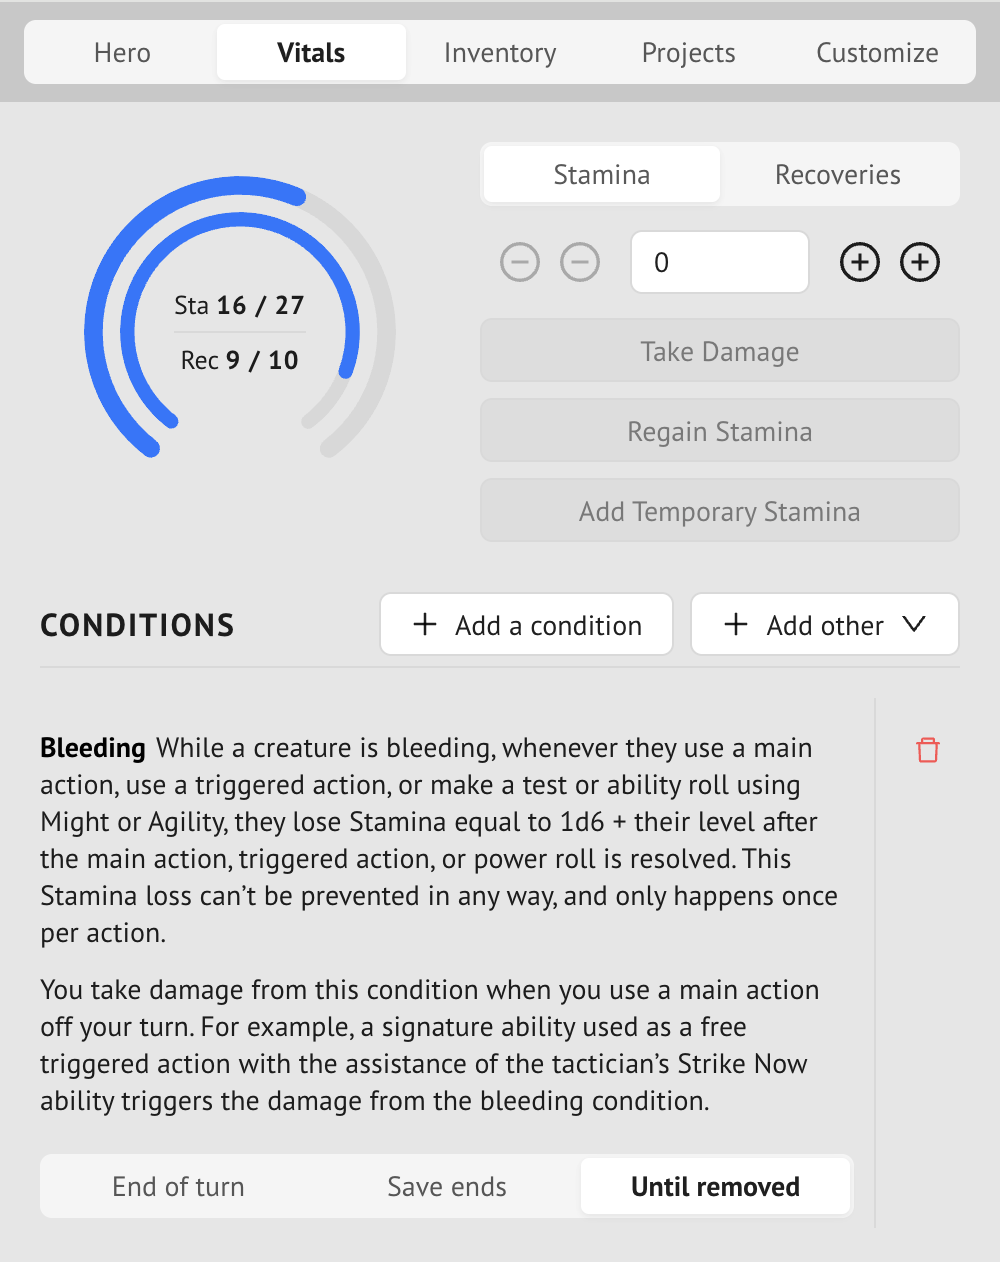 Hero Vitals Inventory Projects Customize
Stamina Recoveries
0
Sta 16 / 27
Rec 9 / 10
Take Damage
Regain Stamina
Add Temporary Stamina
CONDITIONS
Add a condition
Add other
Bleeding While a creature is bleeding, whenever they use a main
action, use a triggered action, or make a test or ability roll using
Might or Agility, they lose Stamina equal to 1d6 + their level after
the main action, triggered action, or power roll is resolved. This
Stamina loss can’t be prevented in any way, and only happens once
per action.
You take damage from this condition when you use a main action
off your turn. For example, a signature ability used as a free
triggered action with the assistance of the tactician’s Strike Now
ability triggers the damage from the bleeding condition.
End of turn Save ends Until removed